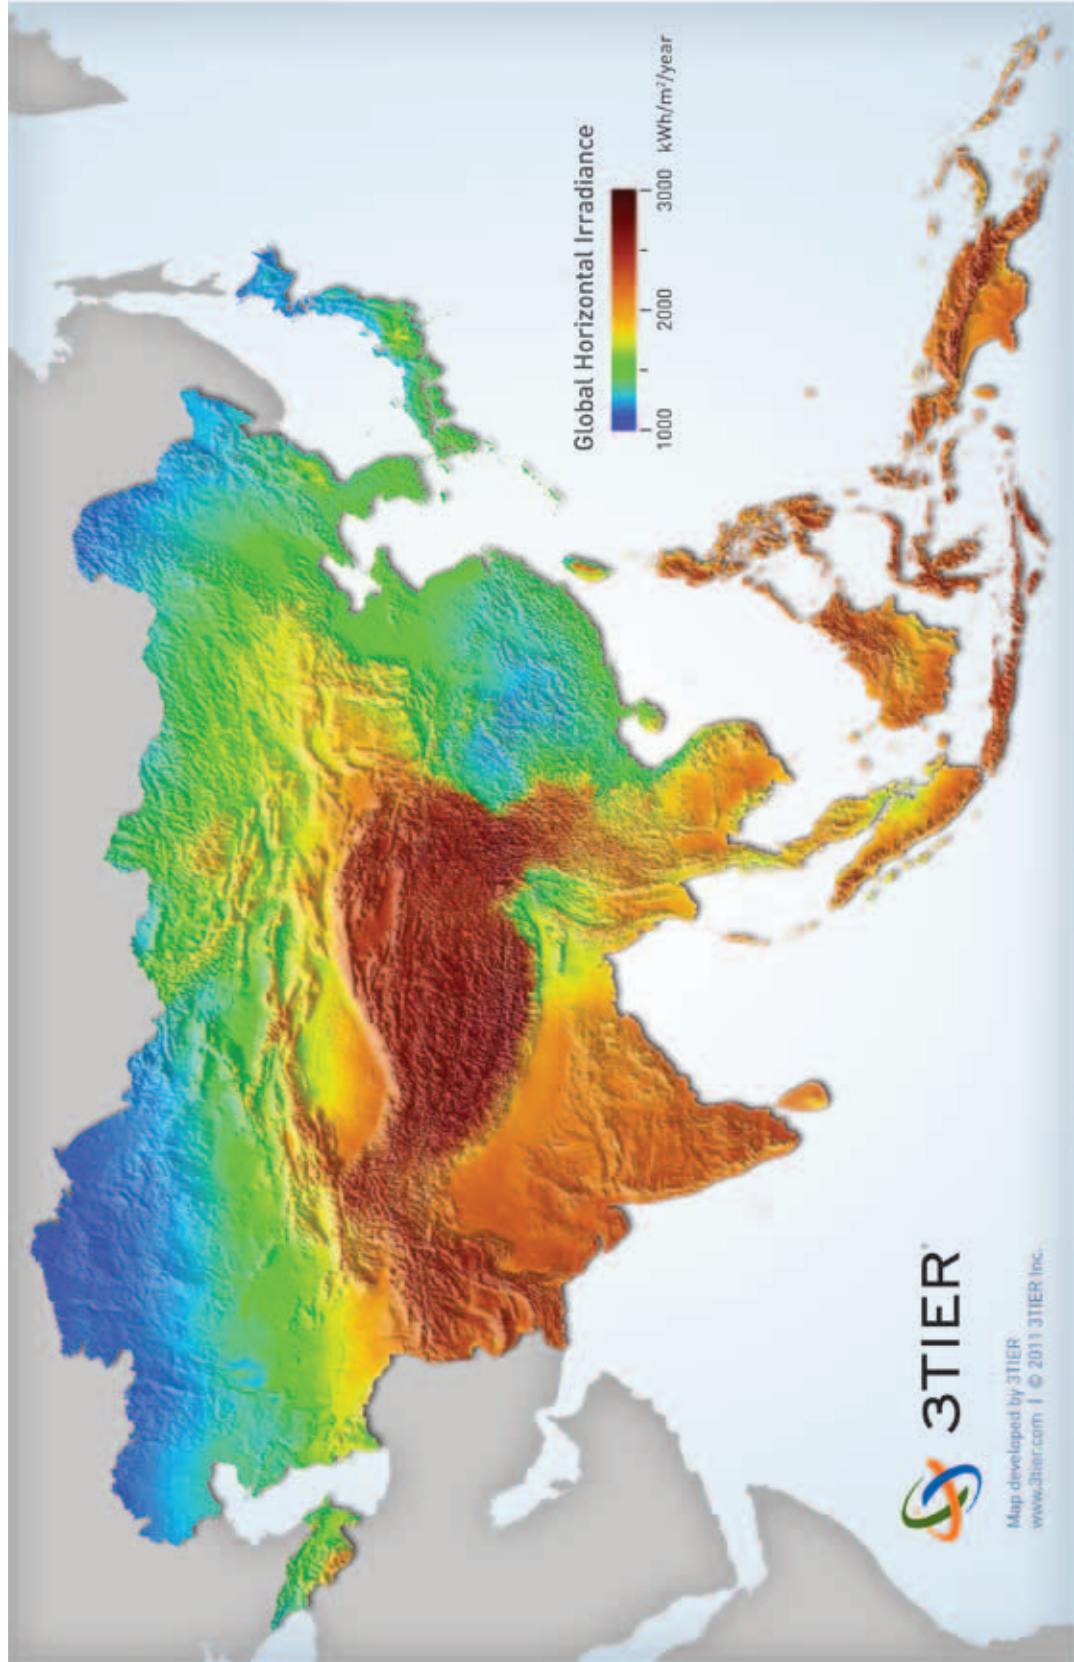 Global Horizontal Irradiance
1000 2000 3000 kWh/m²/year
3TIER®
Map developed by 3TIER
www.3tier.com | © 2011 3TIER Inc.